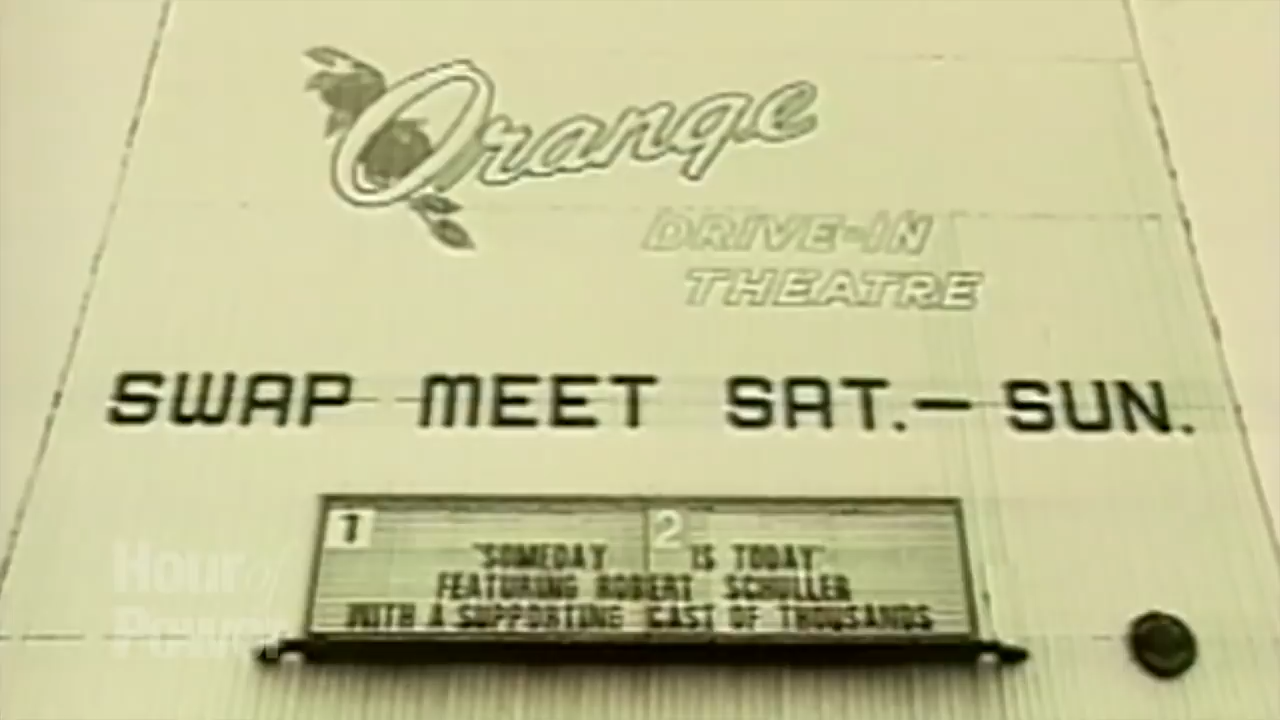 Orange
DRIVE-IN
THEATRE
SWAP MEET SAT.-SUN.
1 2
"SOMEDAY IS TODAY"
FEATURING ROBERT SCHULLER
WITH A SUPPORTING CAST OF THOUSANDS
Hour of
Power